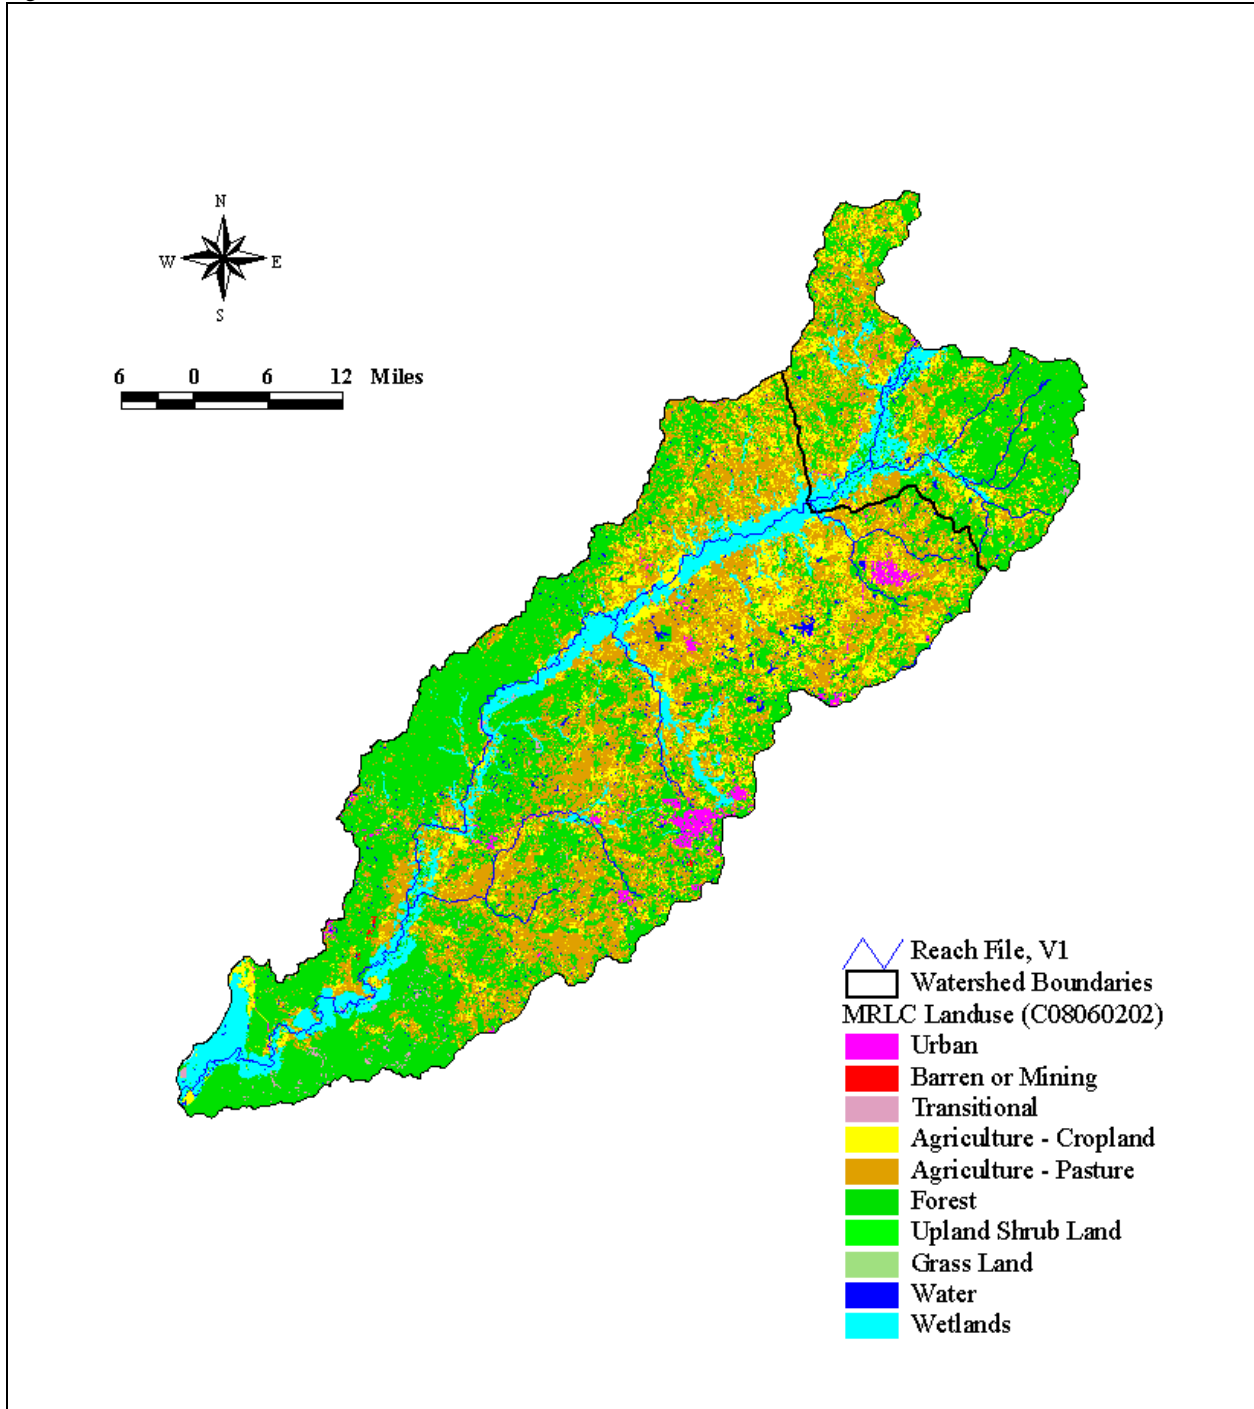 N
W E
S
6 0 6 12 Miles
Reach File, V1
Watershed Boundaries
MRLC Landuse (C08060202)
Urban
Barren or Mining
Transitional
Agriculture - Cropland
Agriculture - Pasture
Forest
Upland Shrub Land
Grass Land
Water
Wetlands